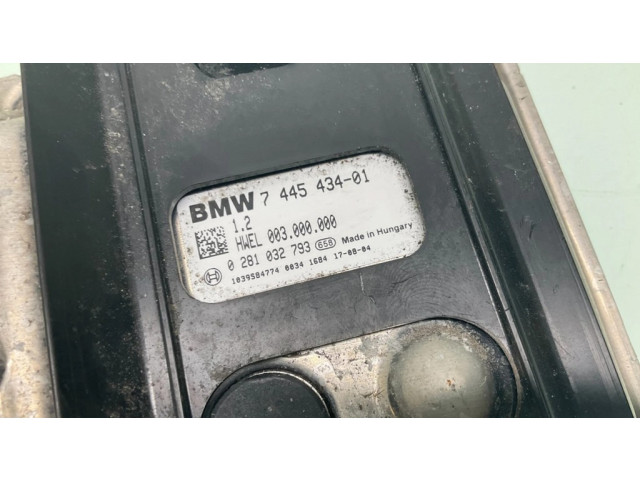 BMW 7 445 434-01
1.2
HWEL 003.000.000
0 281 032 793 658 Made in Hungary
1039S84774 0034 1684 17-08-04